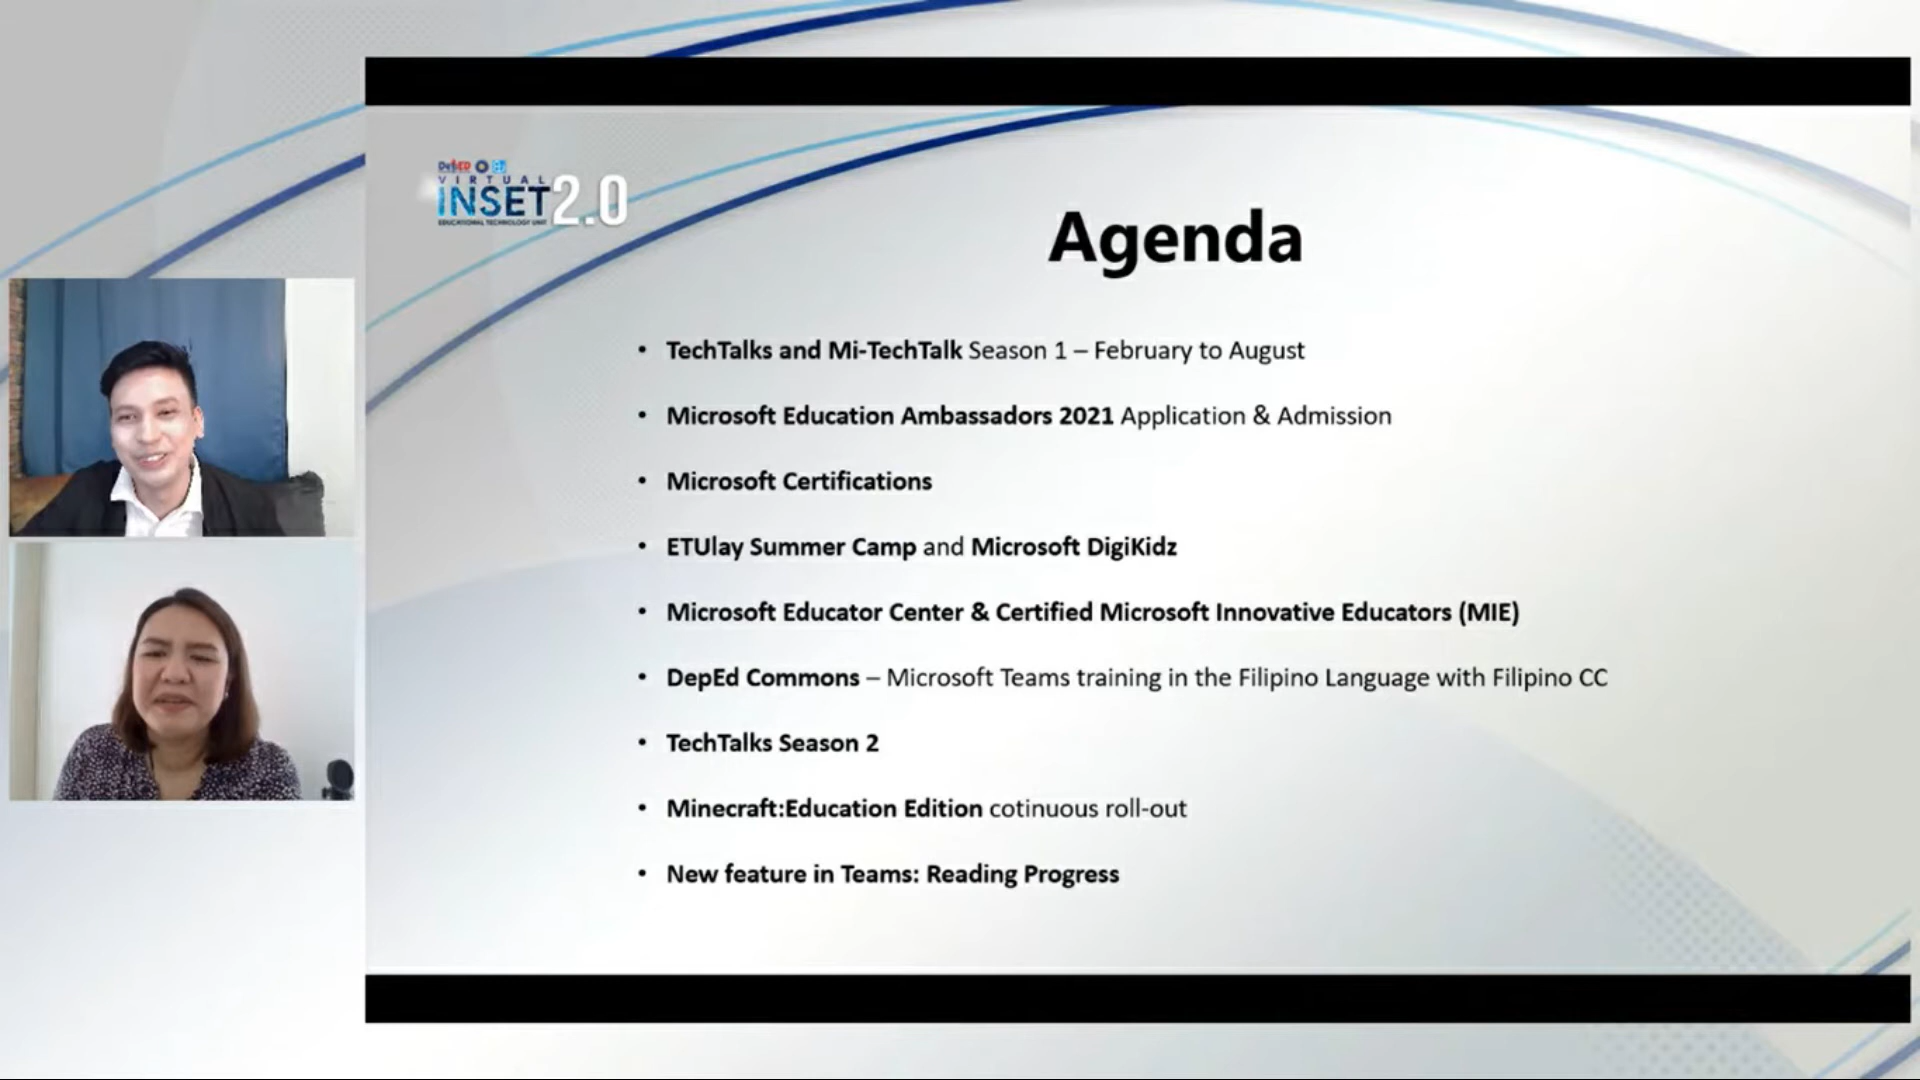 DepED
VIRTUAL
INSET 2.0
EDUCATIONAL TECHNOLOGY UNIT
Agenda
• TechTalks and Mi-TechTalk Season 1 – February to August
• Microsoft Education Ambassadors 2021 Application & Admission
• Microsoft Certifications
• ETUlay Summer Camp and Microsoft DigiKidz
• Microsoft Educator Center & Certified Microsoft Innovative Educators (MIE)
• DepEd Commons – Microsoft Teams training in the Filipino Language with Filipino CC
• TechTalks Season 2
• Minecraft:Education Edition cotinuous roll-out
• New feature in Teams: Reading Progress